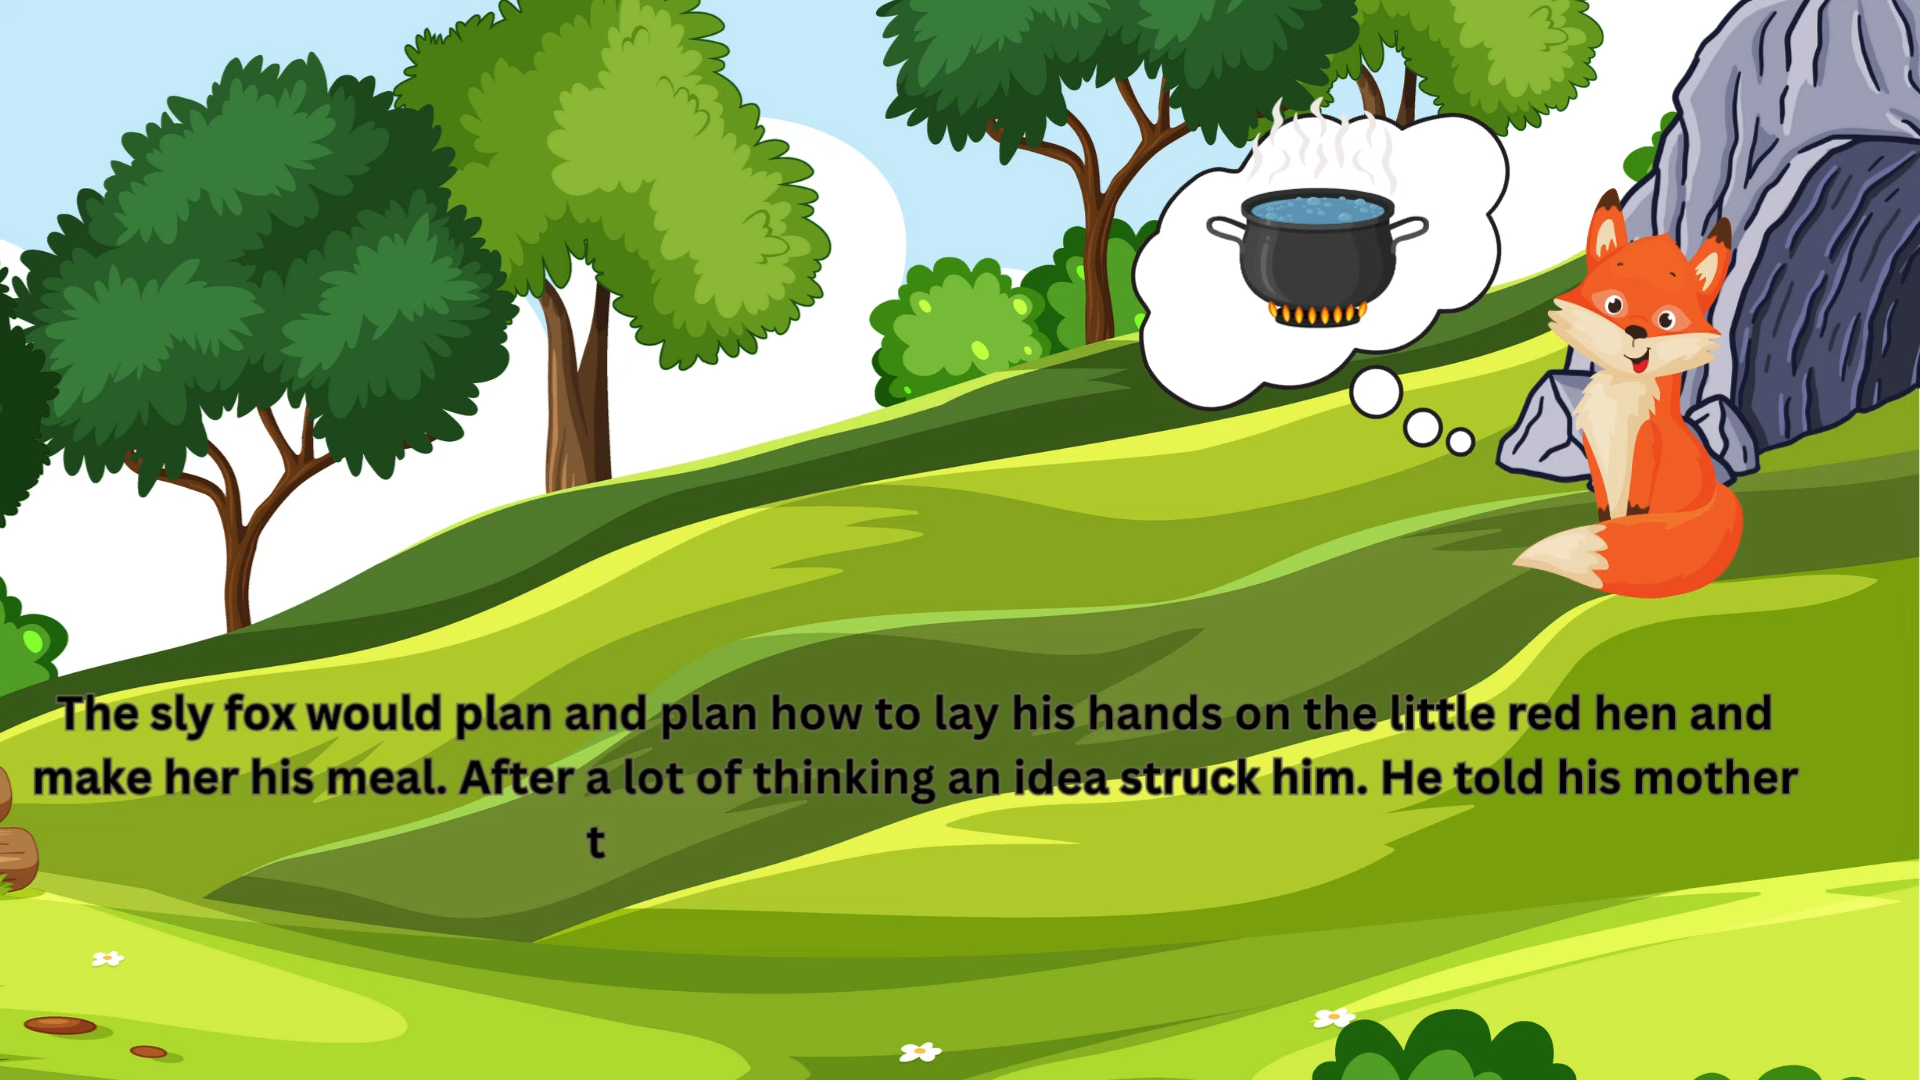 The sly fox would plan and plan how to lay his hands on the little red hen and
make her his meal. After a lot of thinking an idea struck him. He told his mother
t